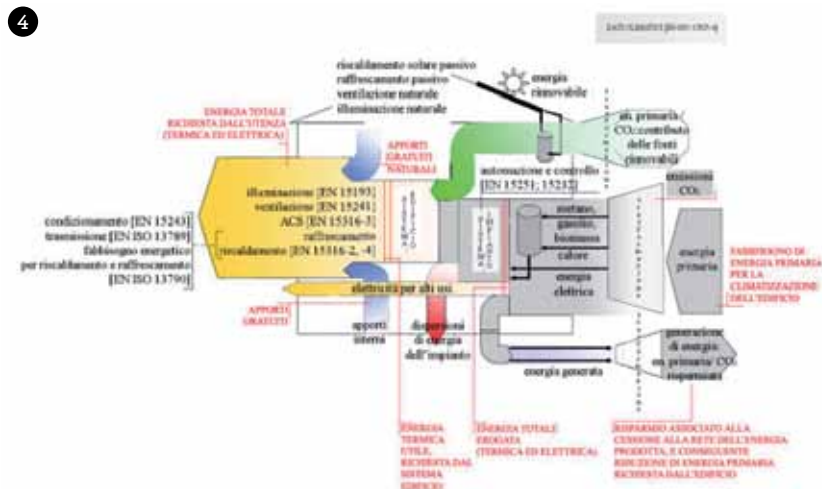 4
riscaldamento solare passivo
raffrescamento passivo
ventilazione naturale
illuminazione naturale
energia
rinnovabile
ENERGIA TOTALE
RICHIESTA DALL'UTENZA
(TERMICA ED ELETTRICA)
APPORTI
GRATUITI
NATURALI
en. primaria
CO₂: contributo
delle fonti
rinnovabili
automazione e controllo
[EN 15251; 15232]
emissioni
CO₂
illuminazione [EN 15193]
ventilazione [EN 15241]
ACS [EN 15316-3]
raffrescamento
riscaldamento [EN 15316-2, -4]
condizionamento [EN 15243]
trasmissione [EN ISO 13789]
fabbisogno energetico
per riscaldamento e raffrescamento
[EN ISO 13790]
SISTEMA
EDIFICIO
SISTEMA
IMPIANTO
metano,
gasolio,
biomassa
calore
energia
elettrica
energia
primaria
FABBISOGNO DI
ENERGIA PRIMARIA
PER LA
CLIMATIZZAZIONE
DELL'EDIFICIO
elettricità per alti usi
APPORTI
GRATUITI
apporti
interni
dispersioni
di energia
dell'impianto
energia generata
generazione
di energia:
en. primaria/ CO₂
risparmiata
ENERGIA
TERMICA
UTILE,
RICHIESTA DAL
SISTEMA
EDIFICIO
ENERGIA TOTALE
EROGATA
(TERMICA ED ELETTRICA)
RISPARMIO ASSOCIATO ALLA
CESSIONE ALLA RETE DELL'ENERGIA
PRODOTTA, E CONSEGUENTE
RIDUZIONE DI ENERGIA PRIMARIA
RICHIESTA DALL'EDIFICIO